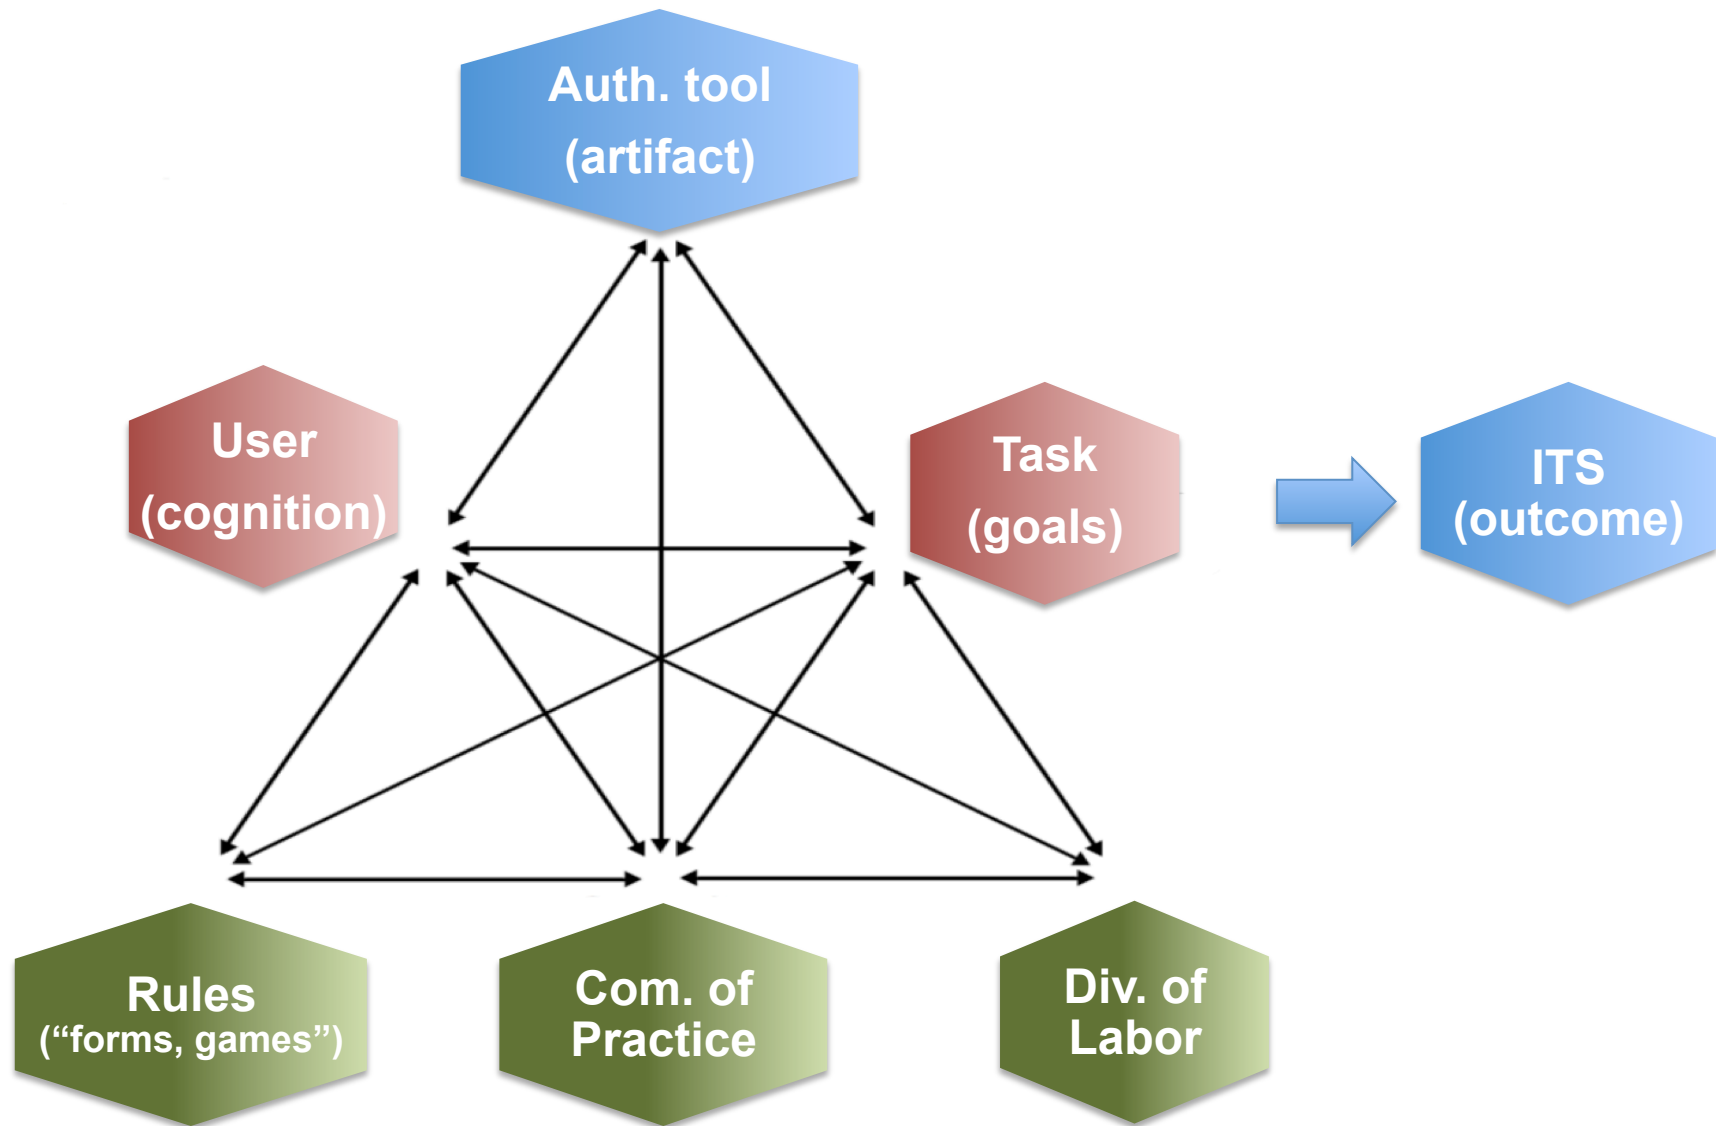 Auth. tool
(artifact)
User
(cognition)
Task
(goals)
ITS
(outcome)
Rules
(“forms, games”)
Com. of
Practice
Div. of
Labor